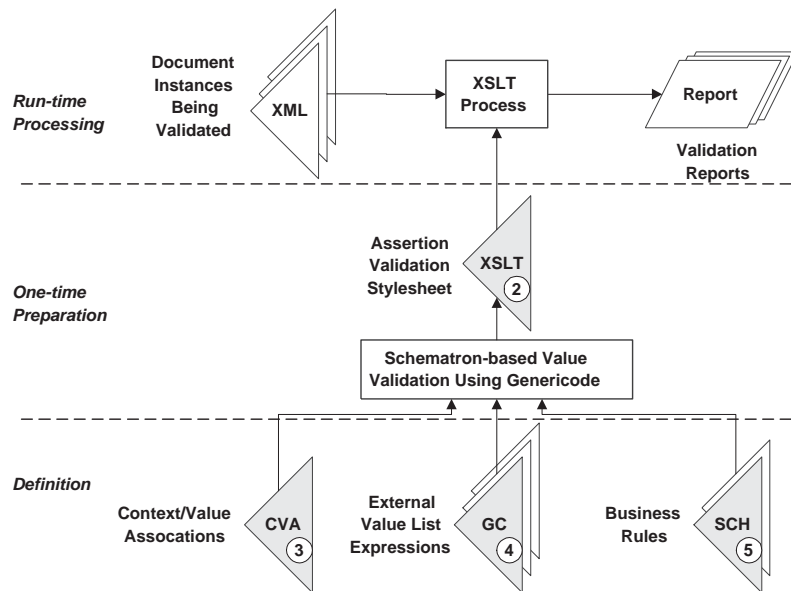 Run-time
Processing
Document
Instances
Being
Validated
XML
XSLT
Process
Report
Validation
Reports
One-time
Preparation
Assertion
Validation
Stylesheet
XSLT
2
Schematron-based Value
Validation Using Genericode
Definition
Context/Value
Assocations
CVA
3
External
Value List
Expressions
GC
4
Business
Rules
SCH
5